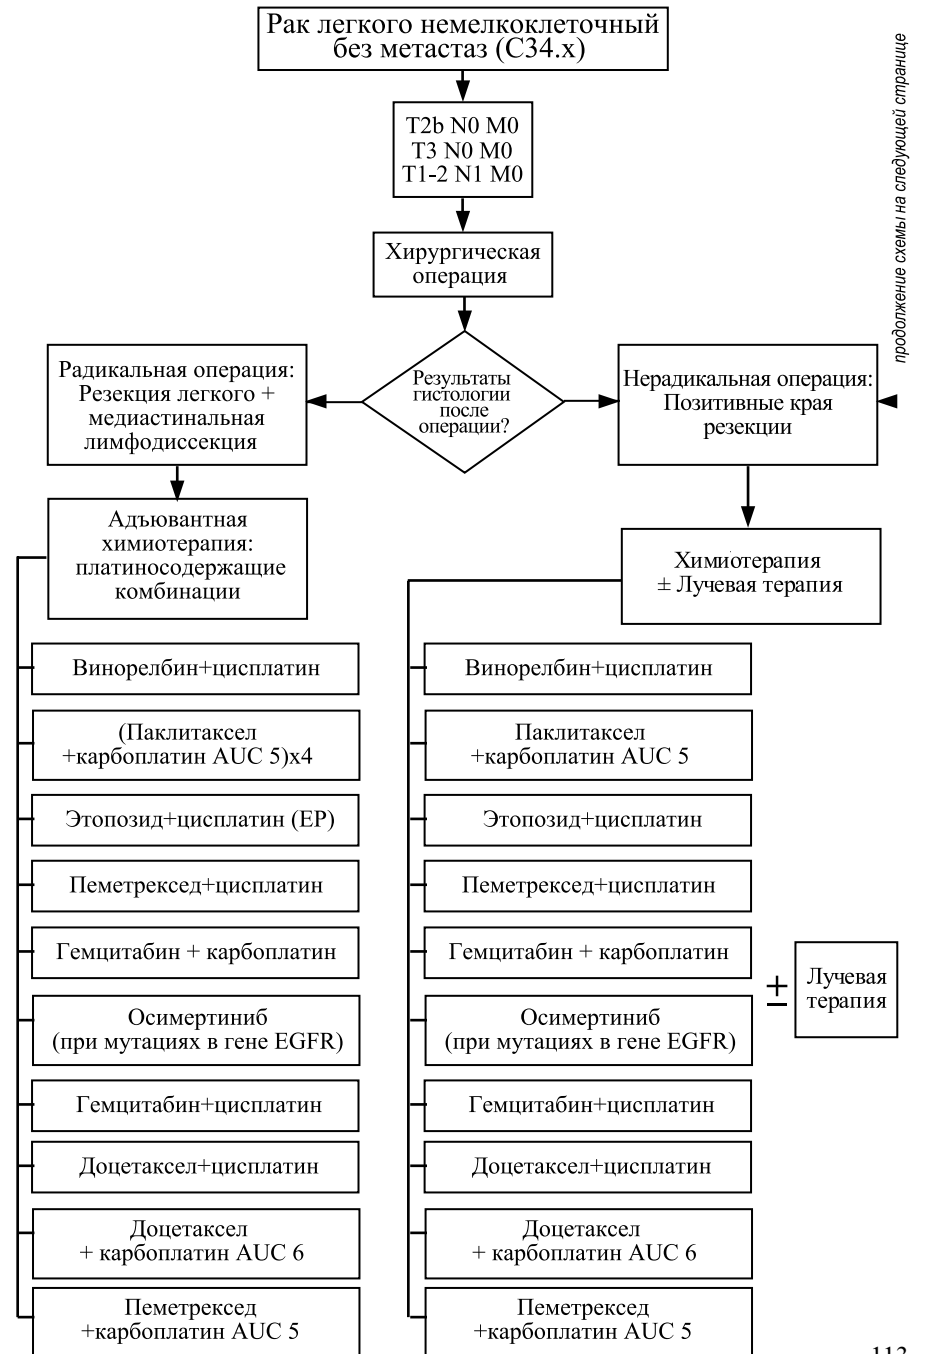 Рак легкого немелкоклеточный
без метастаз (С34.x)
T2b N0 M0
T3 N0 M0
T1-2 N1 M0
Хирургическая
операция
Результаты
гистологии
после
операции?
Радикальная операция:
Резекция легкого +
медиастинальная
лимфодиссекция
Нерадикальная операция:
Позитивные края
резекции
продолжение схемы на следующей странице
Адъювантная
химиотерапия:
платиносодержащие
комбинации
Химиотерапия
± Лучевая терапия
Винорелбин+цисплатин
(Паклитаксел
+карбоплатин AUC 5)x4
Этопозид+цисплатин (EP)
Пеметрексед+цисплатин
Гемцитабин + карбоплатин
Осимертиниб
(при мутациях в гене EGFR)
Гемцитабин+цисплатин
Доцетаксел+цисплатин
Доцетаксел
+ карбоплатин AUC 6
Пеметрексед
+карбоплатин AUC 5
Винорелбин+цисплатин
Паклитаксел
+карбоплатин AUC 5
Этопозид+цисплатин
Пеметрексед+цисплатин
Гемцитабин + карбоплатин
Осимертиниб
(при мутациях в гене EGFR)
Гемцитабин+цисплатин
Доцетаксел+цисплатин
Доцетаксел
+ карбоплатин AUC 6
Пеметрексед
+карбоплатин AUC 5
±
Лучевая
терапия